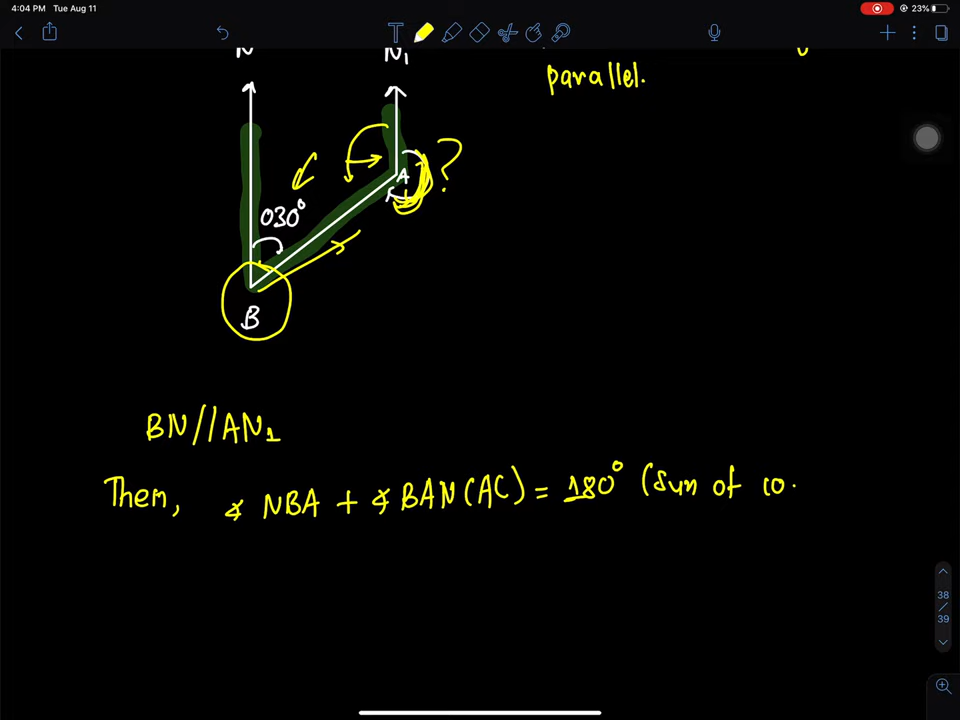 4:04 PM Tue Aug 11
23%
N
N1
parallel.
A
?
030°
B
BN//AN1
Then, ∡ NBA + ∡ BAN(AC) = 180° (Sum of co.
38
/
39